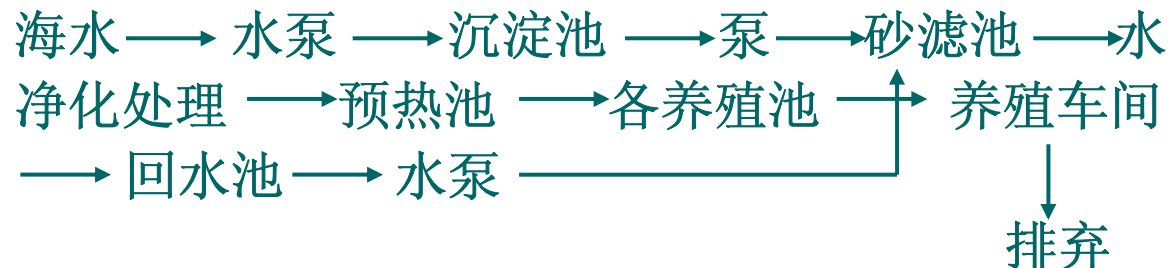 海水 水泵 沉淀池 泵 砂滤池 水
净化处理 预热池 各养殖池 养殖车间
回水池 水泵
排弃